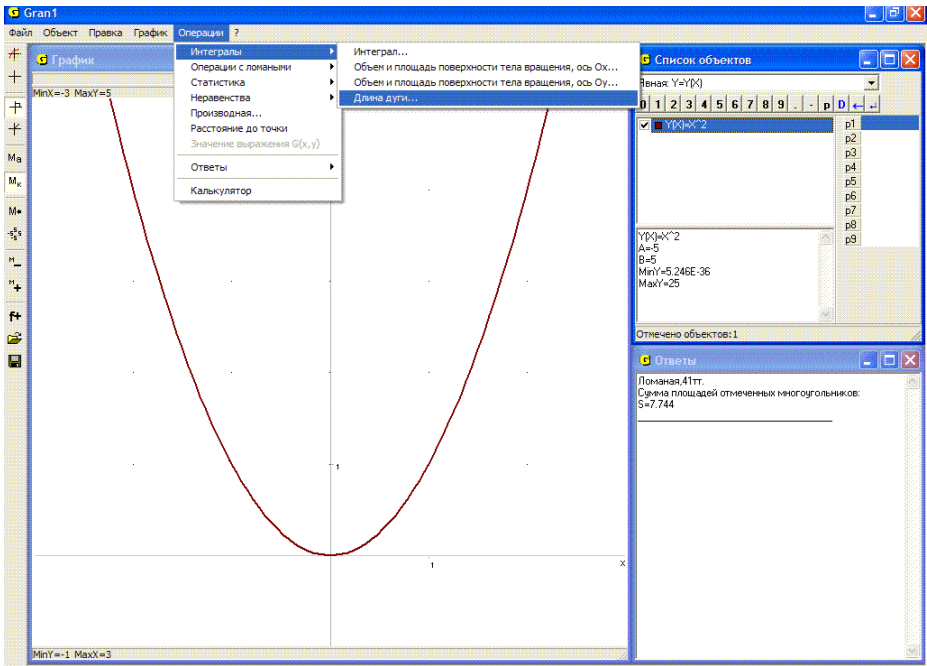 Gran1
Файл Объект Правка График Операции ?
График
MinX=-3 MaxY=5
Интегралы
Операции с ломаными
Статистика
Неравенства
Производная...
Расстояние до точки
Значение выражения G(x,y)
Ответы
Калькулятор
Интеграл...
Объем и площадь поверхности тела вращения, ось Ox...
Объем и площадь поверхности тела вращения, ось Oy...
Длина дуги...
1
1
x
MinY=-1 MaxX=3
Список объектов
Явная: Y=Y(X)
0 1 2 3 4 5 6 7 8 9 . - p D
Y(X)=X^2
p1
p2
p3
p4
p5
p6
p7
p8
p9
Y(X)=X^2
A=-5
B=5
MinY=5.246E-36
MaxY=25
Отмечено объектов:1
Ответы
Ломаная,41тт.
Сумма площадей отмеченных многоугольников:
S=7.744
Ma
Mк
M
M
M
f+